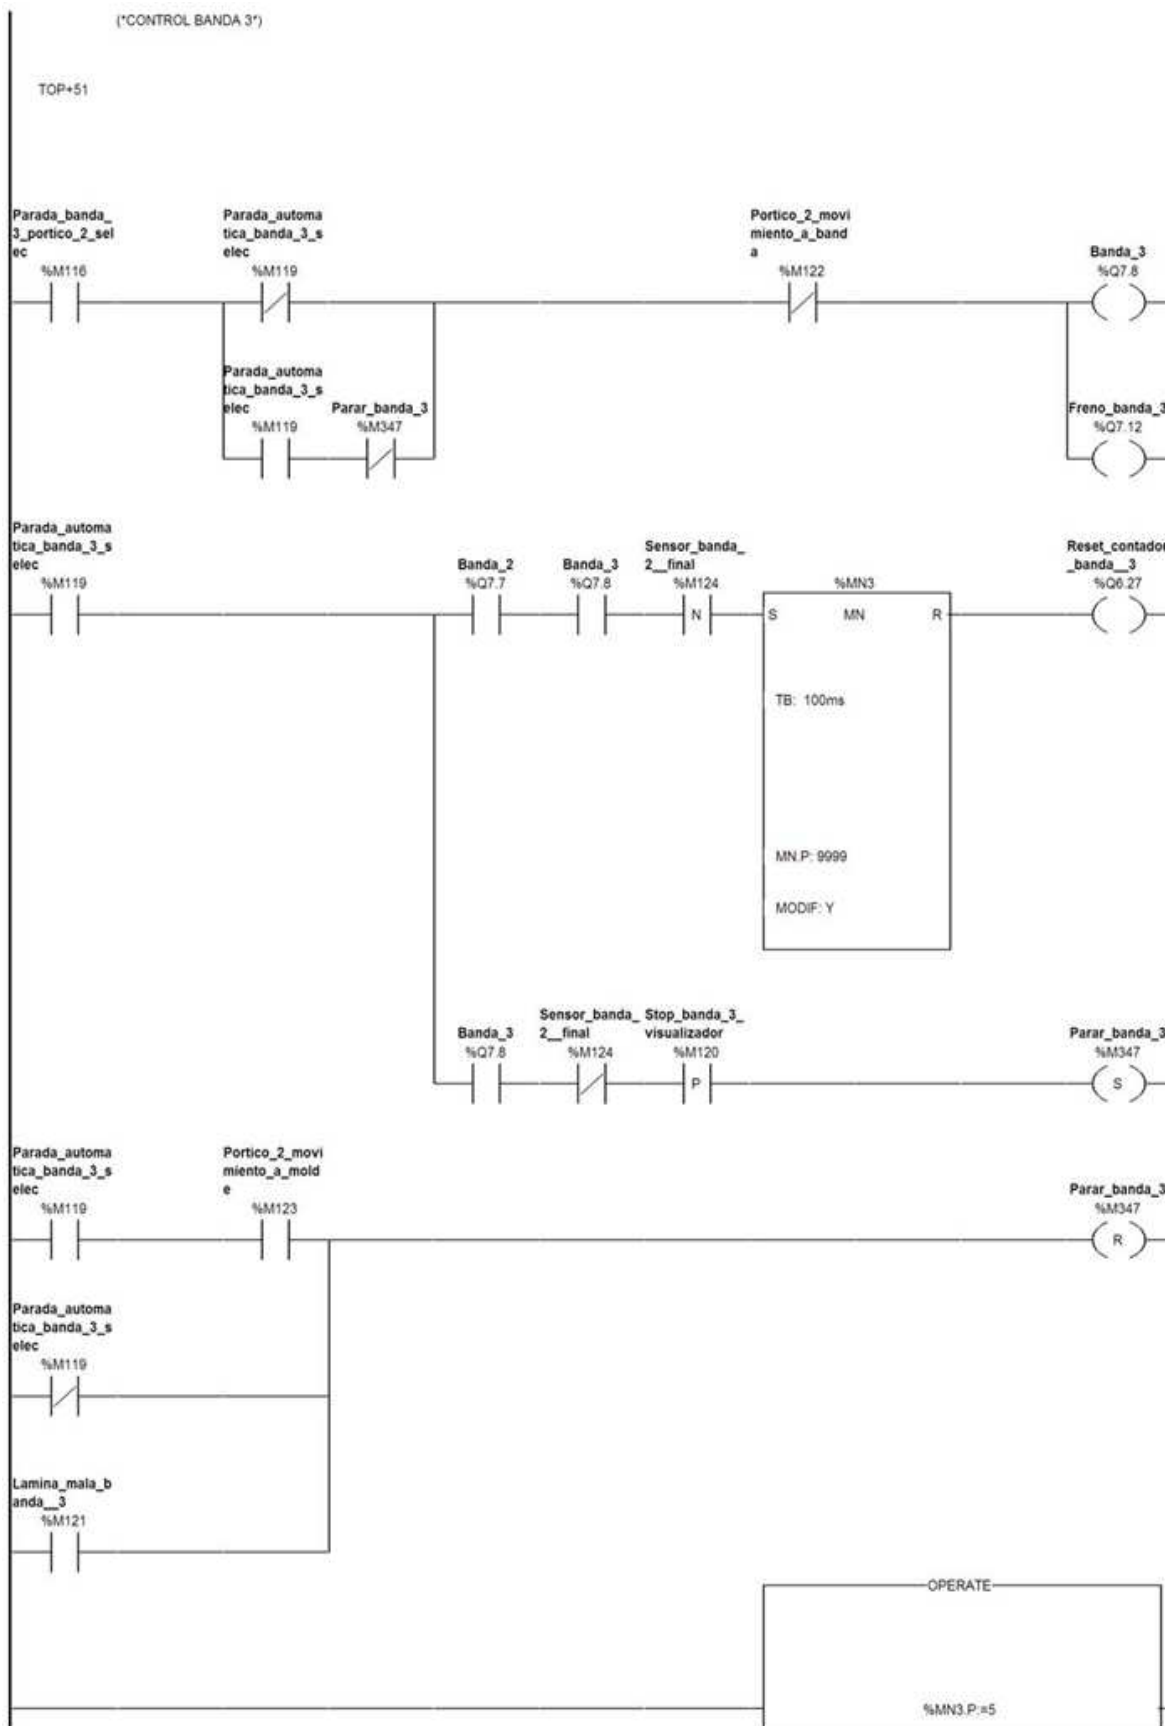 (*CONTROL BANDA 3*)
TOP+51
Parada_banda_
3_portico_2_sel
ec
%M116
Parada_automa
tica_banda_3_s
elec
%M119
Portico_2_movi
miento_a_band
a
%M122
Banda_3
%Q7.8
Parada_automa
tica_banda_3_s
elec
%M119
Parar_banda_3
%M347
Freno_banda_3
%Q7.12
Parada_automa
tica_banda_3_s
elec
%M119
Banda_2
%Q7.7
Banda_3
%Q7.8
Sensor_banda_
2__final
%M124
N
%MN3
S MN R
TB: 100ms
MN.P: 9999
MODIF: Y
Reset_contador
_banda__3
%Q6.27
Banda_3
%Q7.8
Sensor_banda_
2__final
%M124
Stop_banda_3_
visualizador
%M120
P
Parar_banda_3
%M347
S
Parada_automa
tica_banda_3_s
elec
%M119
Portico_2_movi
miento_a_mold
e
%M123
Parar_banda_3
%M347
R
Parada_automa
tica_banda_3_s
elec
%M119
Lamina_mala_b
anda__3
%M121
OPERATE
%MN3.P:=5